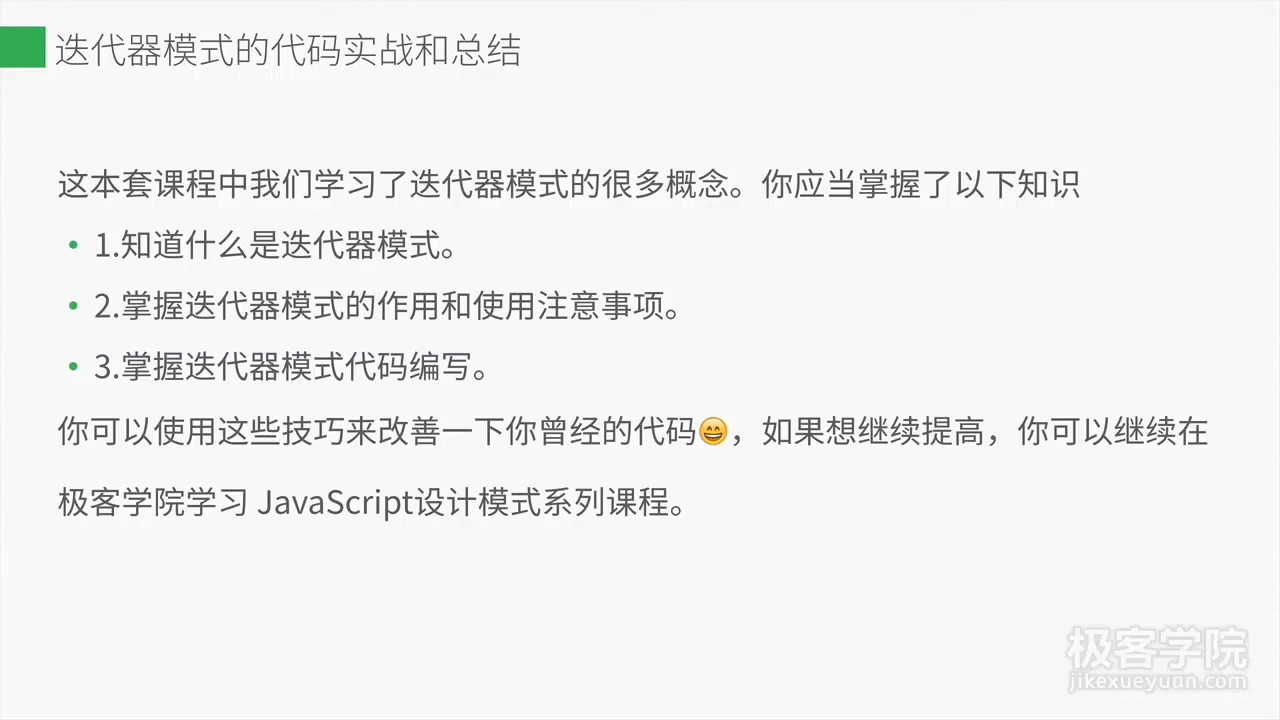 迭代器模式的代码实战和总结
这本套课程中我们学习了迭代器模式的很多概念。你应当掌握了以下知识
• 1.知道什么是迭代器模式。
• 2.掌握迭代器模式的作用和使用注意事项。
• 3.掌握迭代器模式代码编写。
你可以使用这些技巧来改善一下你曾经的代码😄，如果想继续提高，你可以继续在
极客学院学习 JavaScript设计模式系列课程。
极客学院
jikexueyuan.com